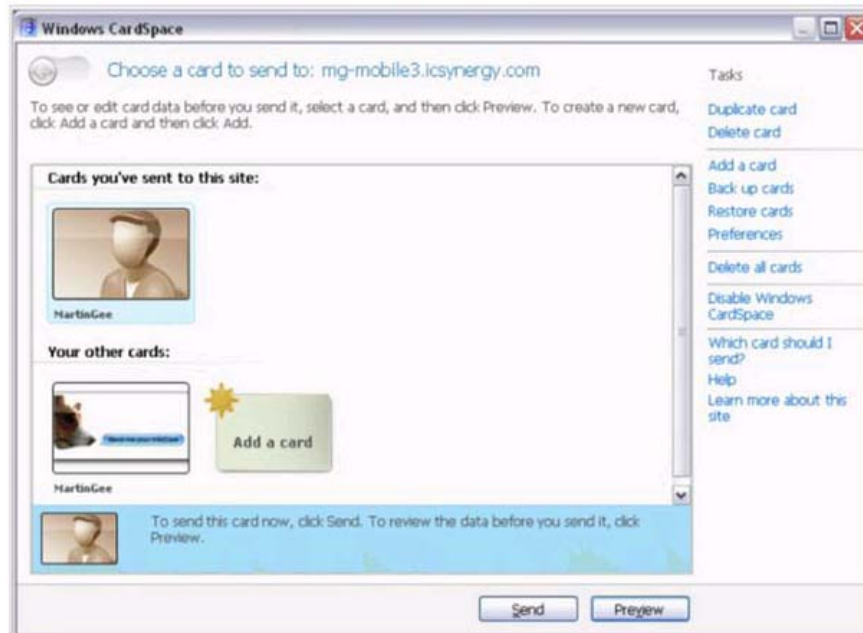 Windows CardSpace
Choose a card to send to: mg-mobile3.icsynergy.com
To see or edit card data before you send it, select a card, and then click Preview. To create a new card,
click Add a card and then click Add.
Cards you've sent to this site:
MartinGee
Your other cards:
Add a card
MartinGee
To send this card now, click Send. To review the data before you send it, click
Preview.
Send
Preview
Tasks
Duplicate card
Delete card
Add a card
Back up cards
Restore cards
Preferences
Delete all cards
Disable Windows
CardSpace
Which card should I
send?
Help
Learn more about this
site